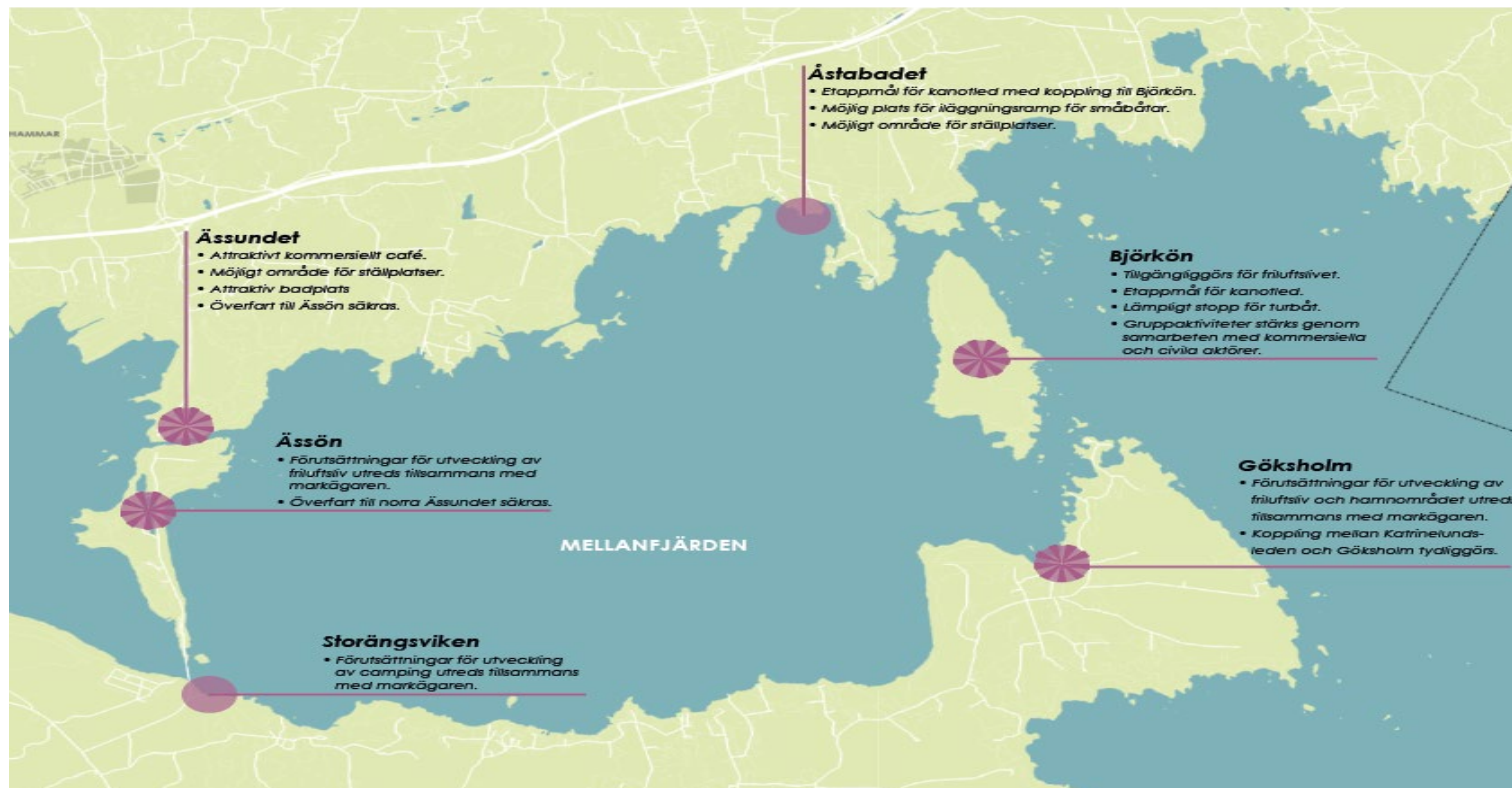 Åstabadet
• Etappmål för kanotled med koppling till Björkön.
• Möjlig plats för iläggningsramp för småbåtar.
• Möjligt område för ställplatser.
HAMMAR
Ässundet
• Attraktivt kommersiellt café.
• Möjligt område för ställplatser.
• Attraktiv badplats
• Överfart till Ässön säkras.
Björkön
• Tillgängliggörs för friluftslivet.
• Etappmål för kanotled.
• Lämpligt stopp för turbåt.
• Gruppaktiviteter stärks genom
samarbeten med kommersiella
och civila aktörer.
Ässön
• Förutsättningar för utveckling av
friluftsliv utreds tillsammans med
markägaren.
• Överfart till norra Ässundet säkras.
Göksholm
• Förutsättningar för utveckling av
friluftsliv och hamnområdet utreds
tillsammans med markägaren.
• Koppling mellan Katrinelunds-
leden och Göksholm tydliggörs.
MELLANFJÄRDEN
Storängsviken
• Förutsättningar för utveckling
av camping utreds tillsammans
med markägaren.